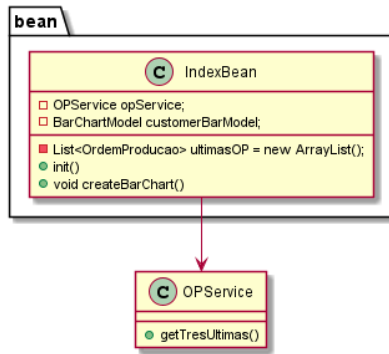 bean
C IndexBean
OPService opService;
BarChartModel customerBarModel;
List<OrdemProducao> ultimasOP = new ArrayList();
init()
void createBarChart()
C OPService
getTresUltimas()